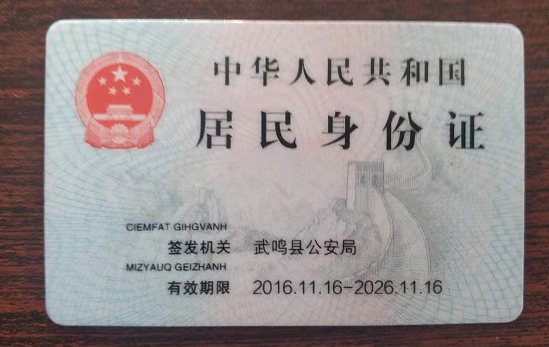 中华人民共和国
居民身份证
CIEMFAT GIHGVANH
签发机关 武鸣县公安局
MIZYAUQ GEIZHANH
有效期限 2016.11.16-2026.11.16